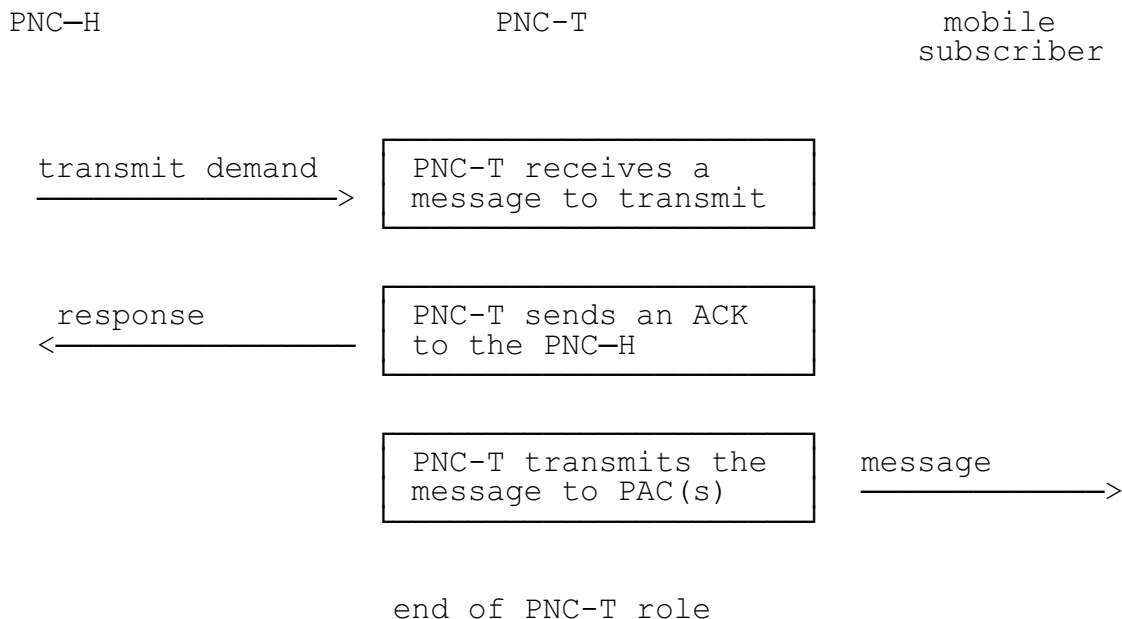 PNC—H PNC-T mobile
subscriber
transmit demand PNC-T receives a
message to transmit
response PNC-T sends an ACK
to the PNC—H
PNC-T transmits the message
message to PAC(s)
end of PNC-T role